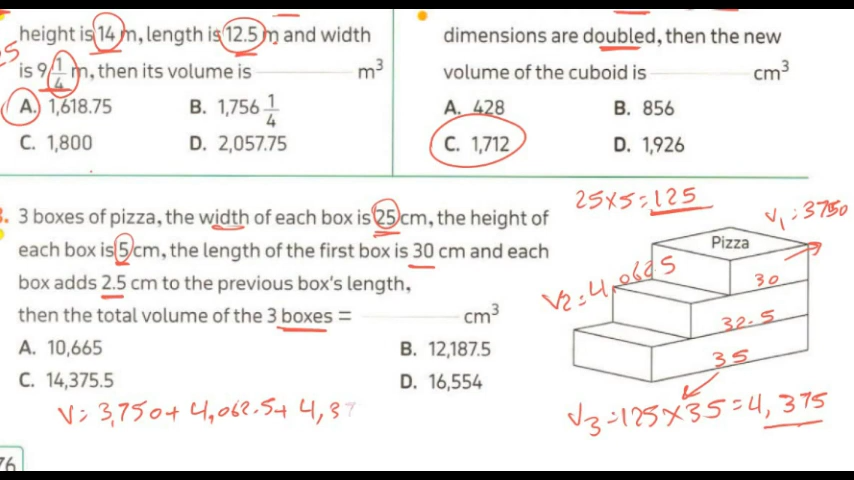 height is 14 m, length is 12.5 m and width
is 9 1/4 m, then its volume is ________ m³
A. 1,618.75 B. 1,756 1/4
C. 1,800 D. 2,057.75
dimensions are doubled, then the new
volume of the cuboid is ________ cm³
A. 428 B. 856
C. 1,712 D. 1,926
3 boxes of pizza, the width of each box is 25 cm, the height of
each box is 5 cm, the length of the first box is 30 cm and each
box adds 2.5 cm to the previous box's length,
then the total volume of the 3 boxes = ________ cm³
A. 10,665 B. 12,187.5
C. 14,375.5 D. 16,554
V = 3,750 + 4,062.5 + 4,37
25×5=125
V1 = 3750
Pizza
30
V2 = 4,062.5
32.5
35
V3 = 125×35 = 4,375
76